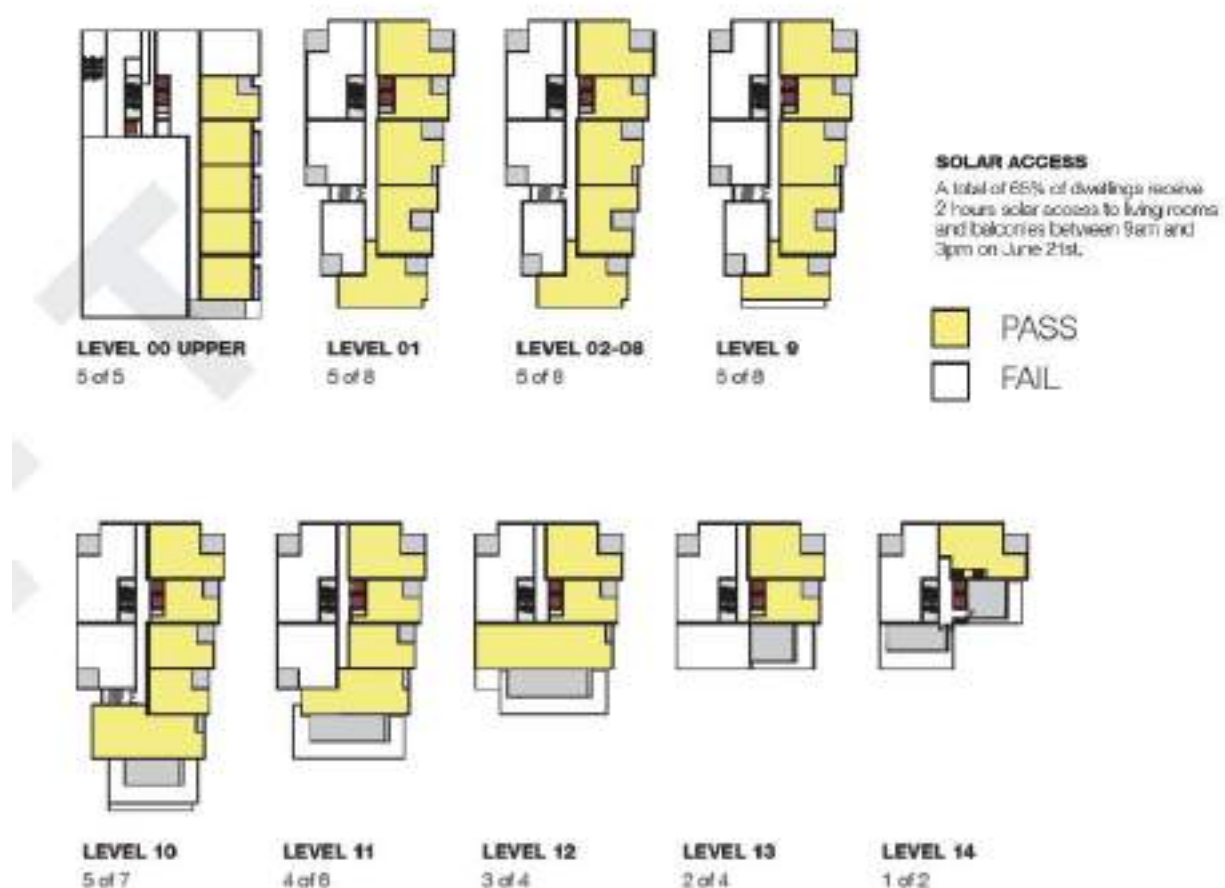 SOLAR ACCESS
A total of 65% of dwellings receive
2 hours solar access to living rooms
and balconies between 9am and
3pm on June 21st.
PASS
FAIL
LEVEL 00 UPPER
5 of 5
LEVEL 01
5 of 8
LEVEL 02-08
5 of 8
LEVEL 9
5 of 8
LEVEL 10
5 of 7
LEVEL 11
4 of 6
LEVEL 12
3 of 4
LEVEL 13
2 of 4
LEVEL 14
1 of 2